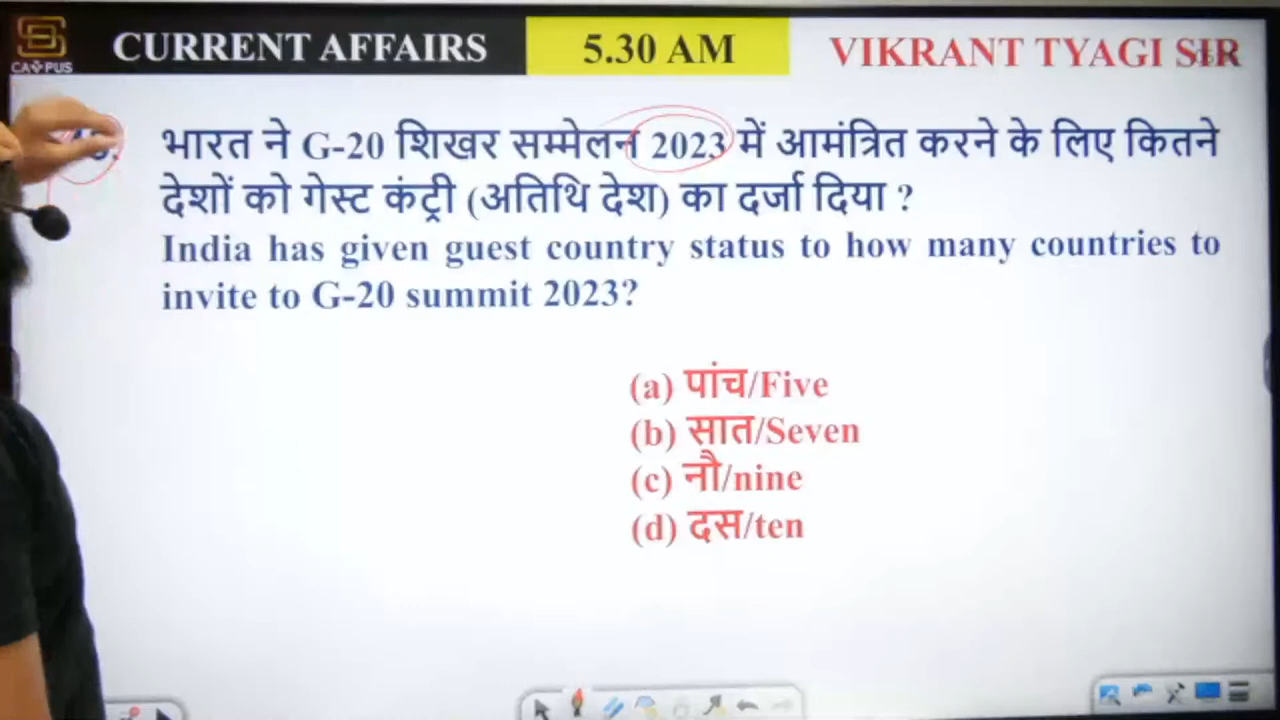 CAMPUS
CURRENT AFFAIRS
5.30 AM
VIKRANT TYAGI SIR
भारत ने G-20 शिखर सम्मेलन 2023 में आमंत्रित करने के लिए कितने
देशों को गेस्ट कंट्री (अतिथि देश) का दर्जा दिया ?
India has given guest country status to how many countries to
invite to G-20 summit 2023?
(a) पांच/Five
(b) सात/Seven
(c) नौ/nine
(d) दस/ten